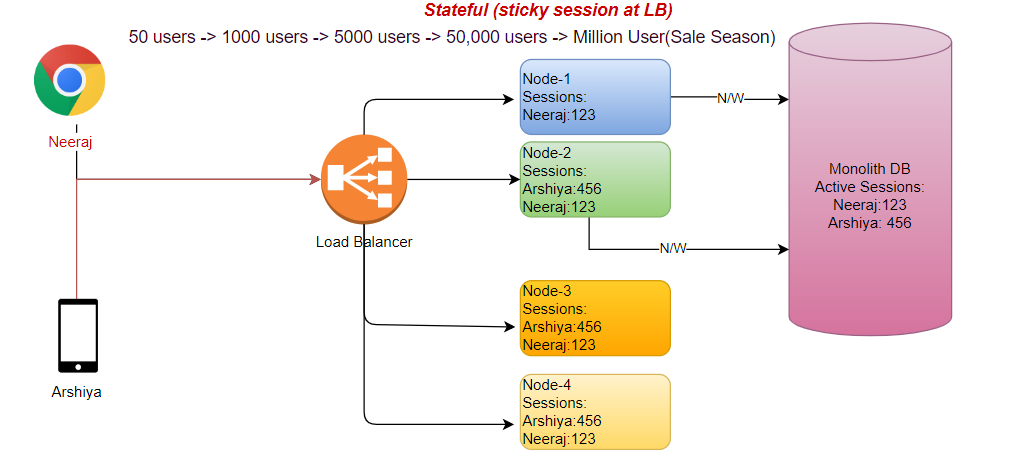 Stateful (sticky session at LB)
50 users -> 1000 users -> 5000 users -> 50,000 users -> Million User(Sale Season)
Neeraj
Arshiya
Load Balancer
Node-1
Sessions:
Neeraj:123
Node-2
Sessions:
Arshiya:456
Neeraj:123
Node-3
Sessions:
Arshiya:456
Neeraj:123
Node-4
Sessions:
Arshiya:456
Neeraj:123
N/W
N/W
Monolith DB
Active Sessions:
Neeraj:123
Arshiya: 456